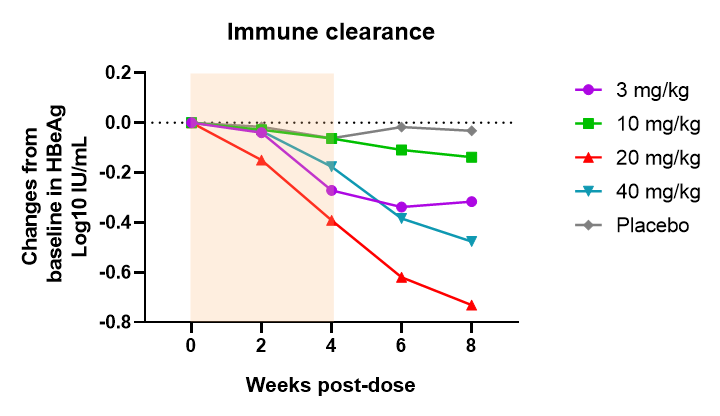 Immune clearance
Changes from
baseline in HBeAg
Log10 IU/mL
0.2
0.0
-0.2
-0.4
-0.6
-0.8
0 2 4 6 8
Weeks post-dose
3 mg/kg
10 mg/kg
20 mg/kg
40 mg/kg
Placebo